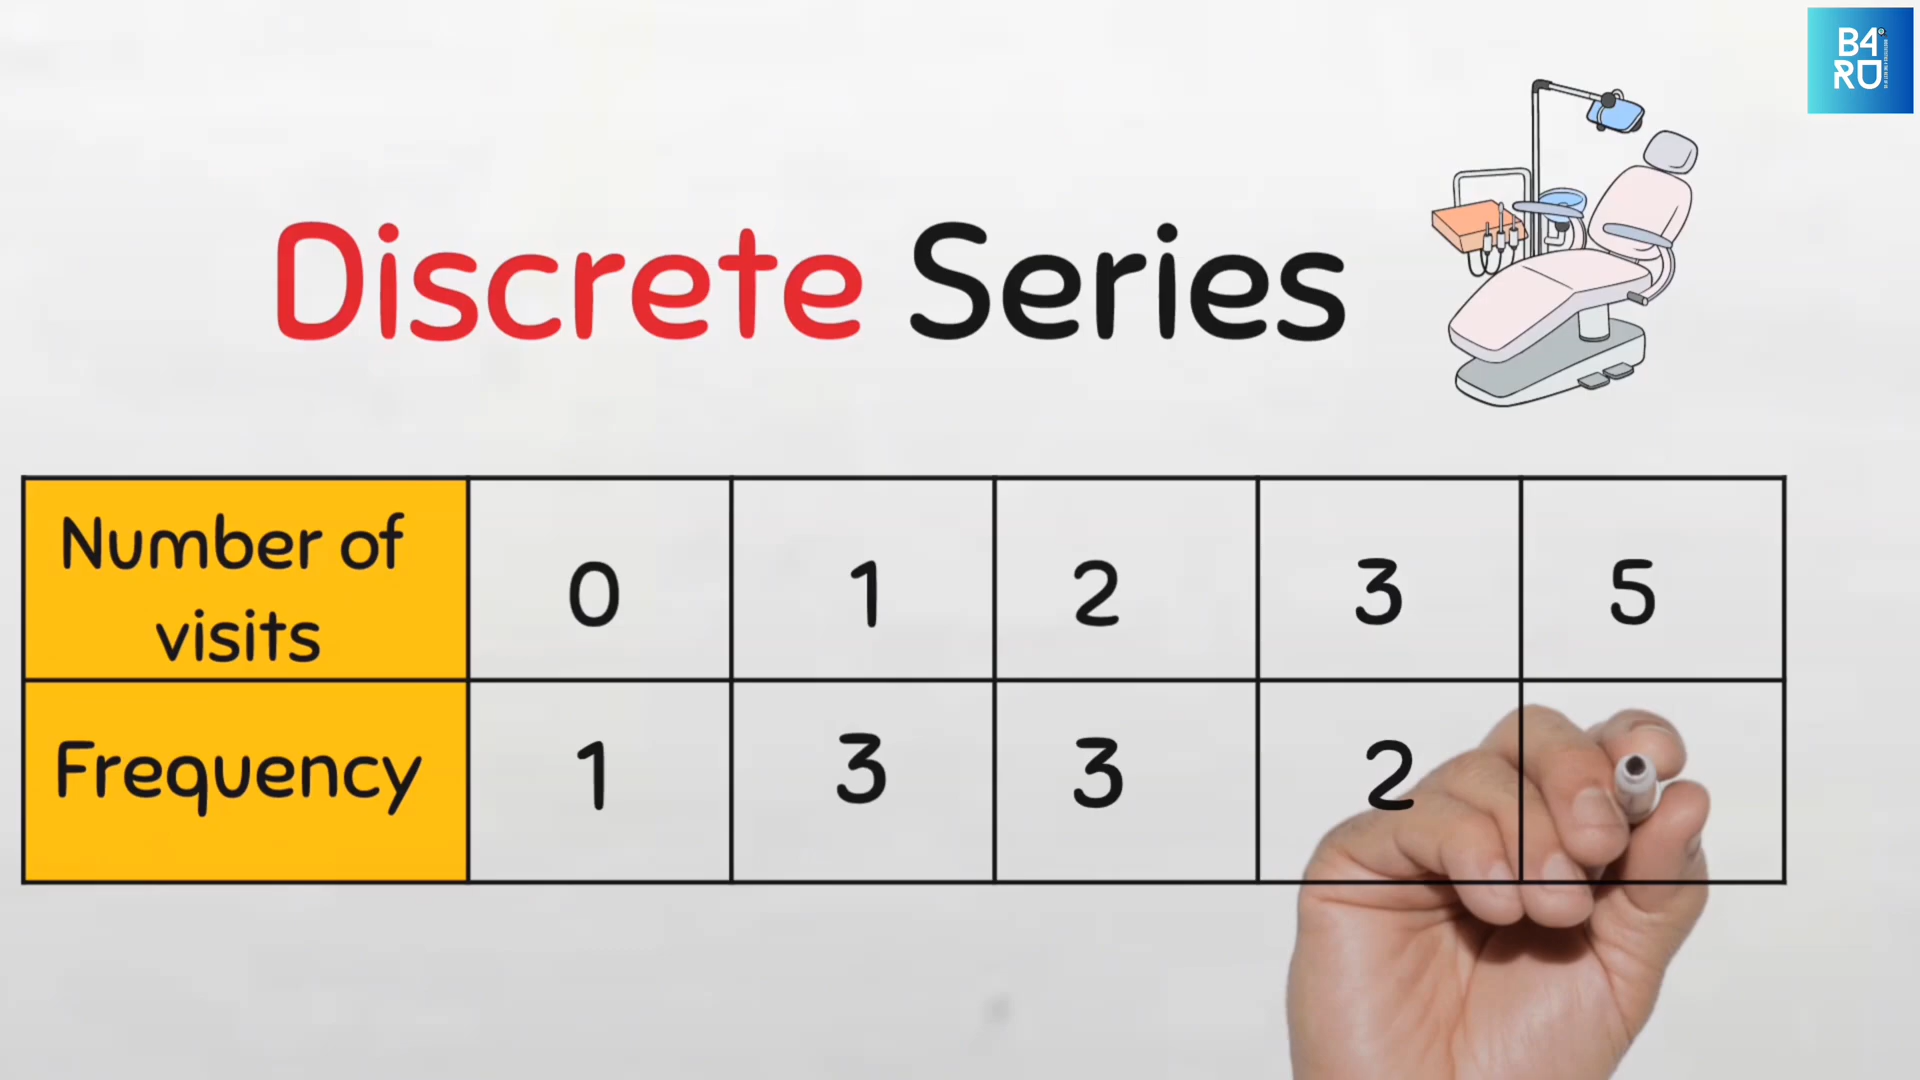 B4
RU
Discrete Series
Number of visits 0 1 2 3 5
Frequency 1 3 3 2